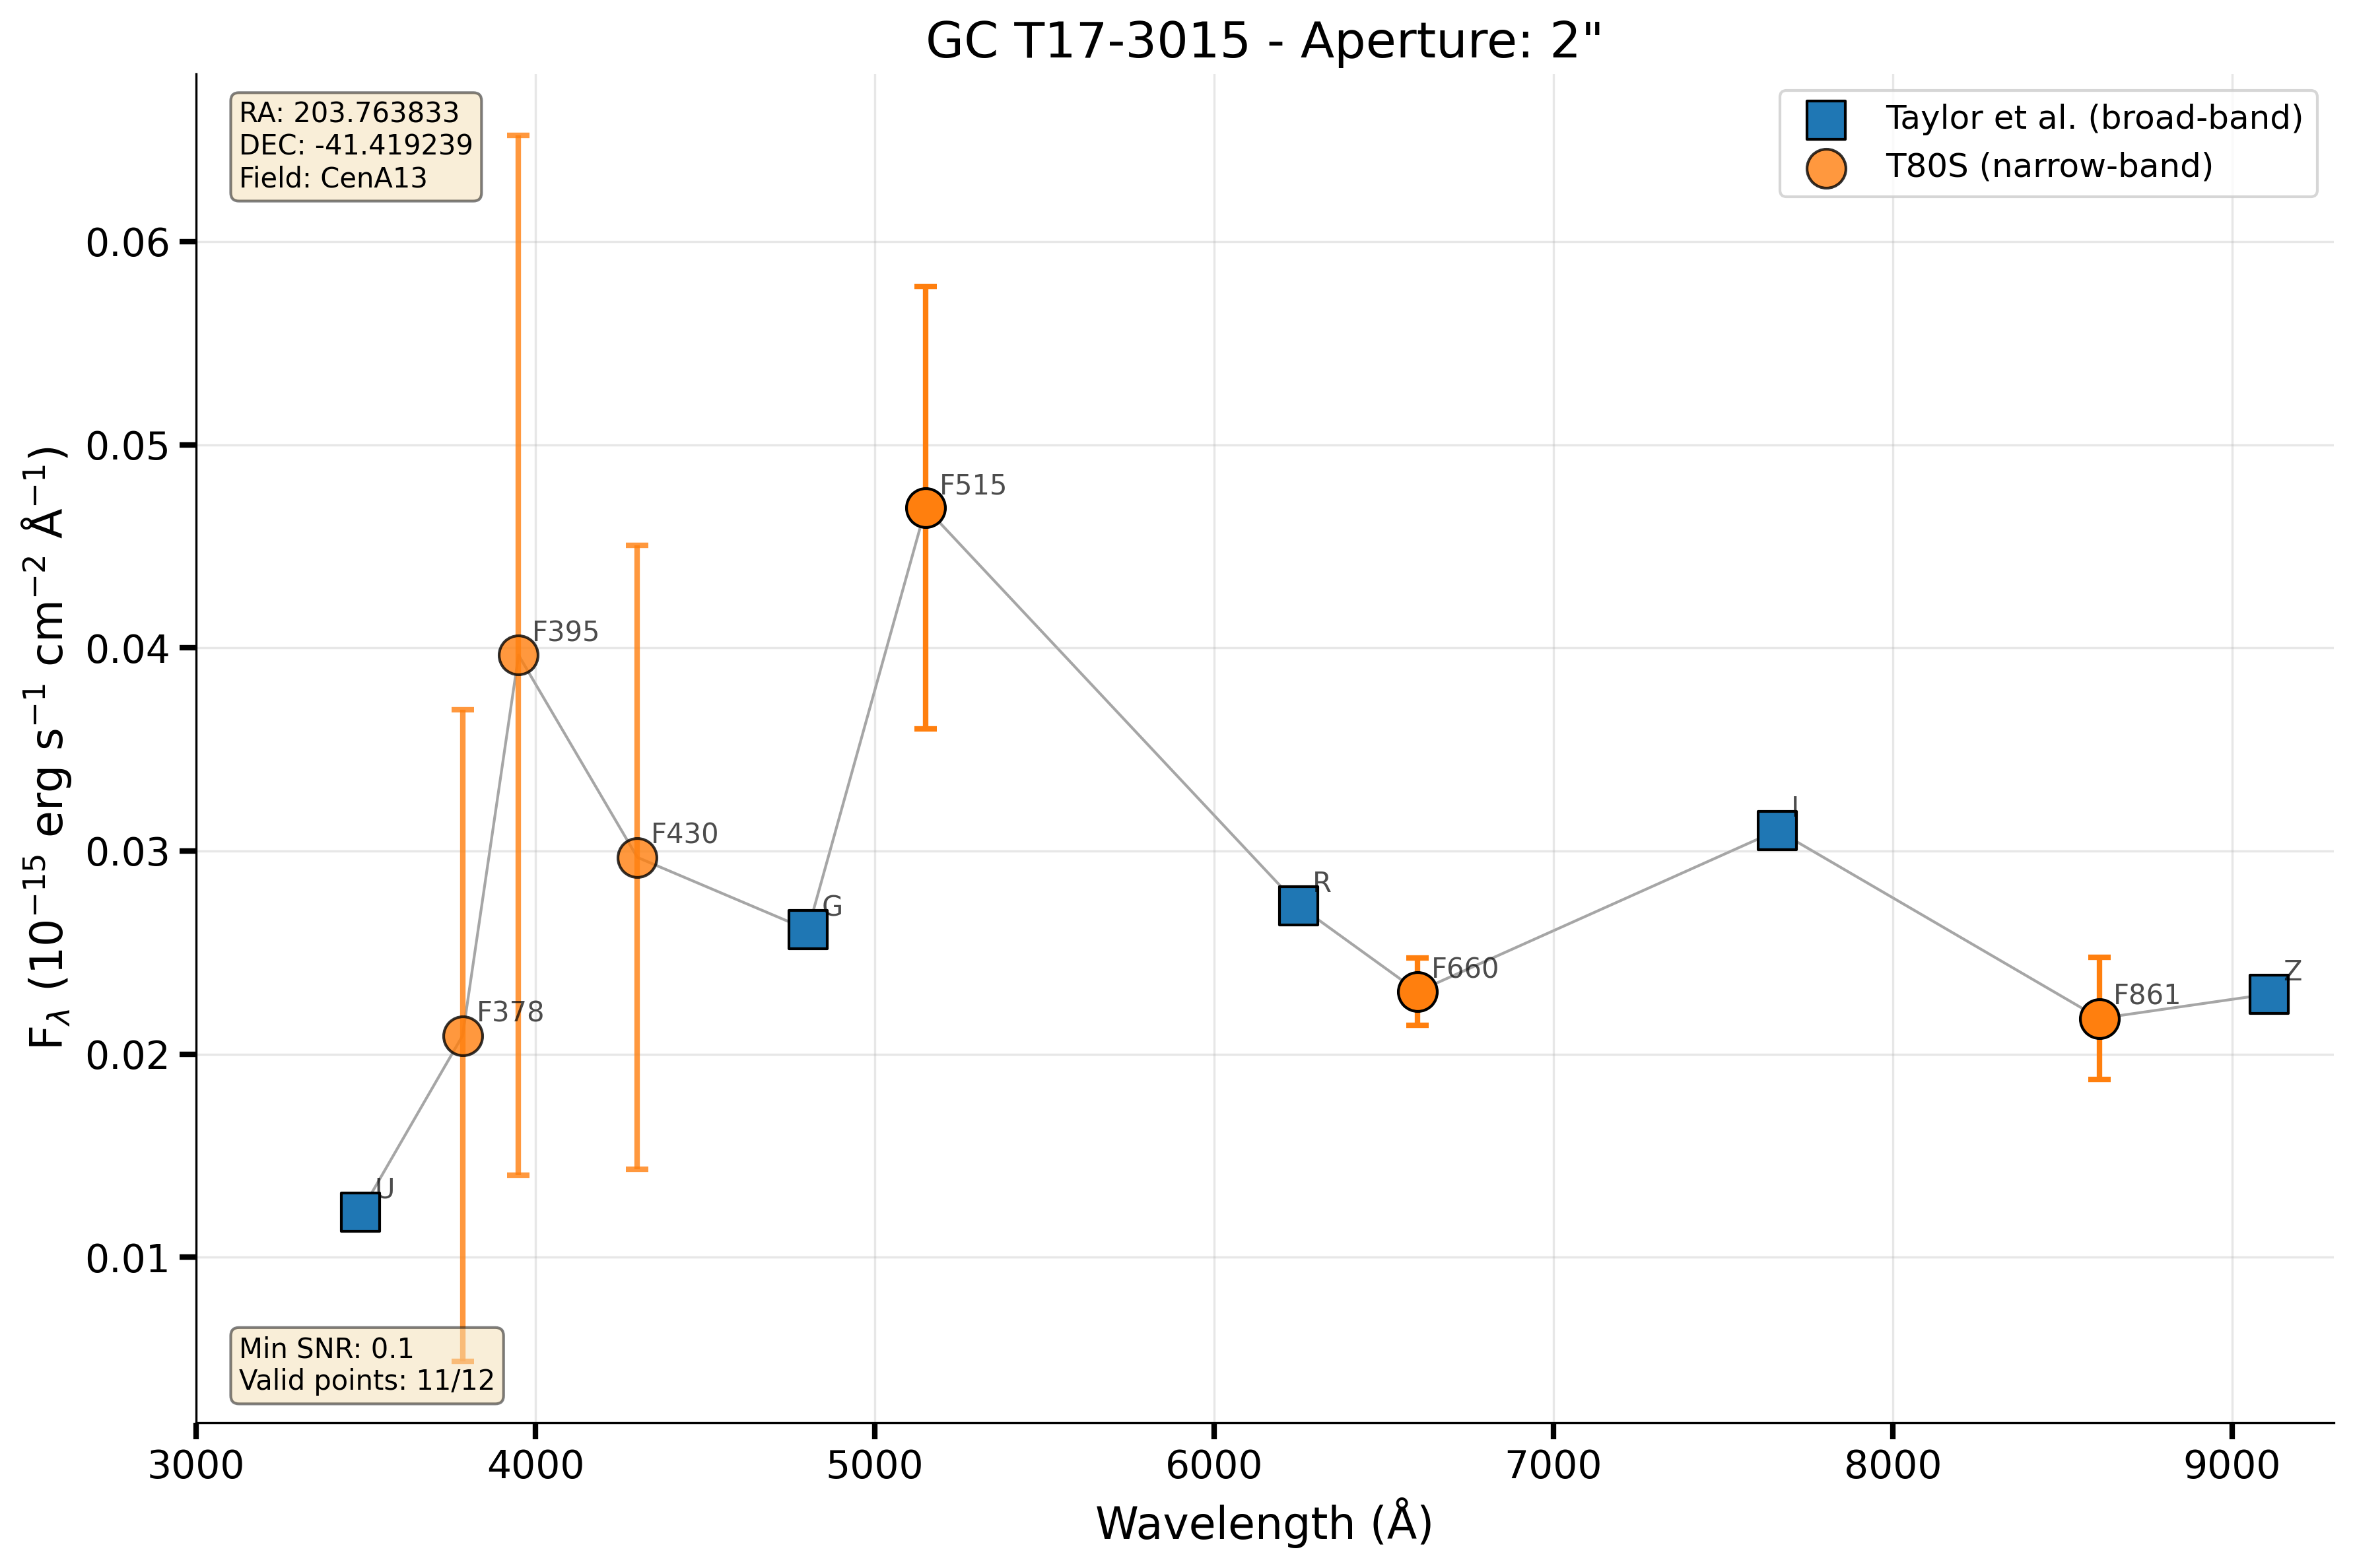 GC T17-3015 - Aperture: 2"
RA: 203.763833
DEC: -41.419239
Field: CenA13
Taylor et al. (broad-band)
T80S (narrow-band)
F_λ (10⁻¹⁵ erg s⁻¹ cm⁻² Å⁻¹)
0.06
0.05
0.04
0.03
0.02
0.01
U
F378
F395
F430
G
F515
R
F660
I
F861
Z
Min SNR: 0.1
Valid points: 11/12
3000 4000 5000 6000 7000 8000 9000
Wavelength (Å)